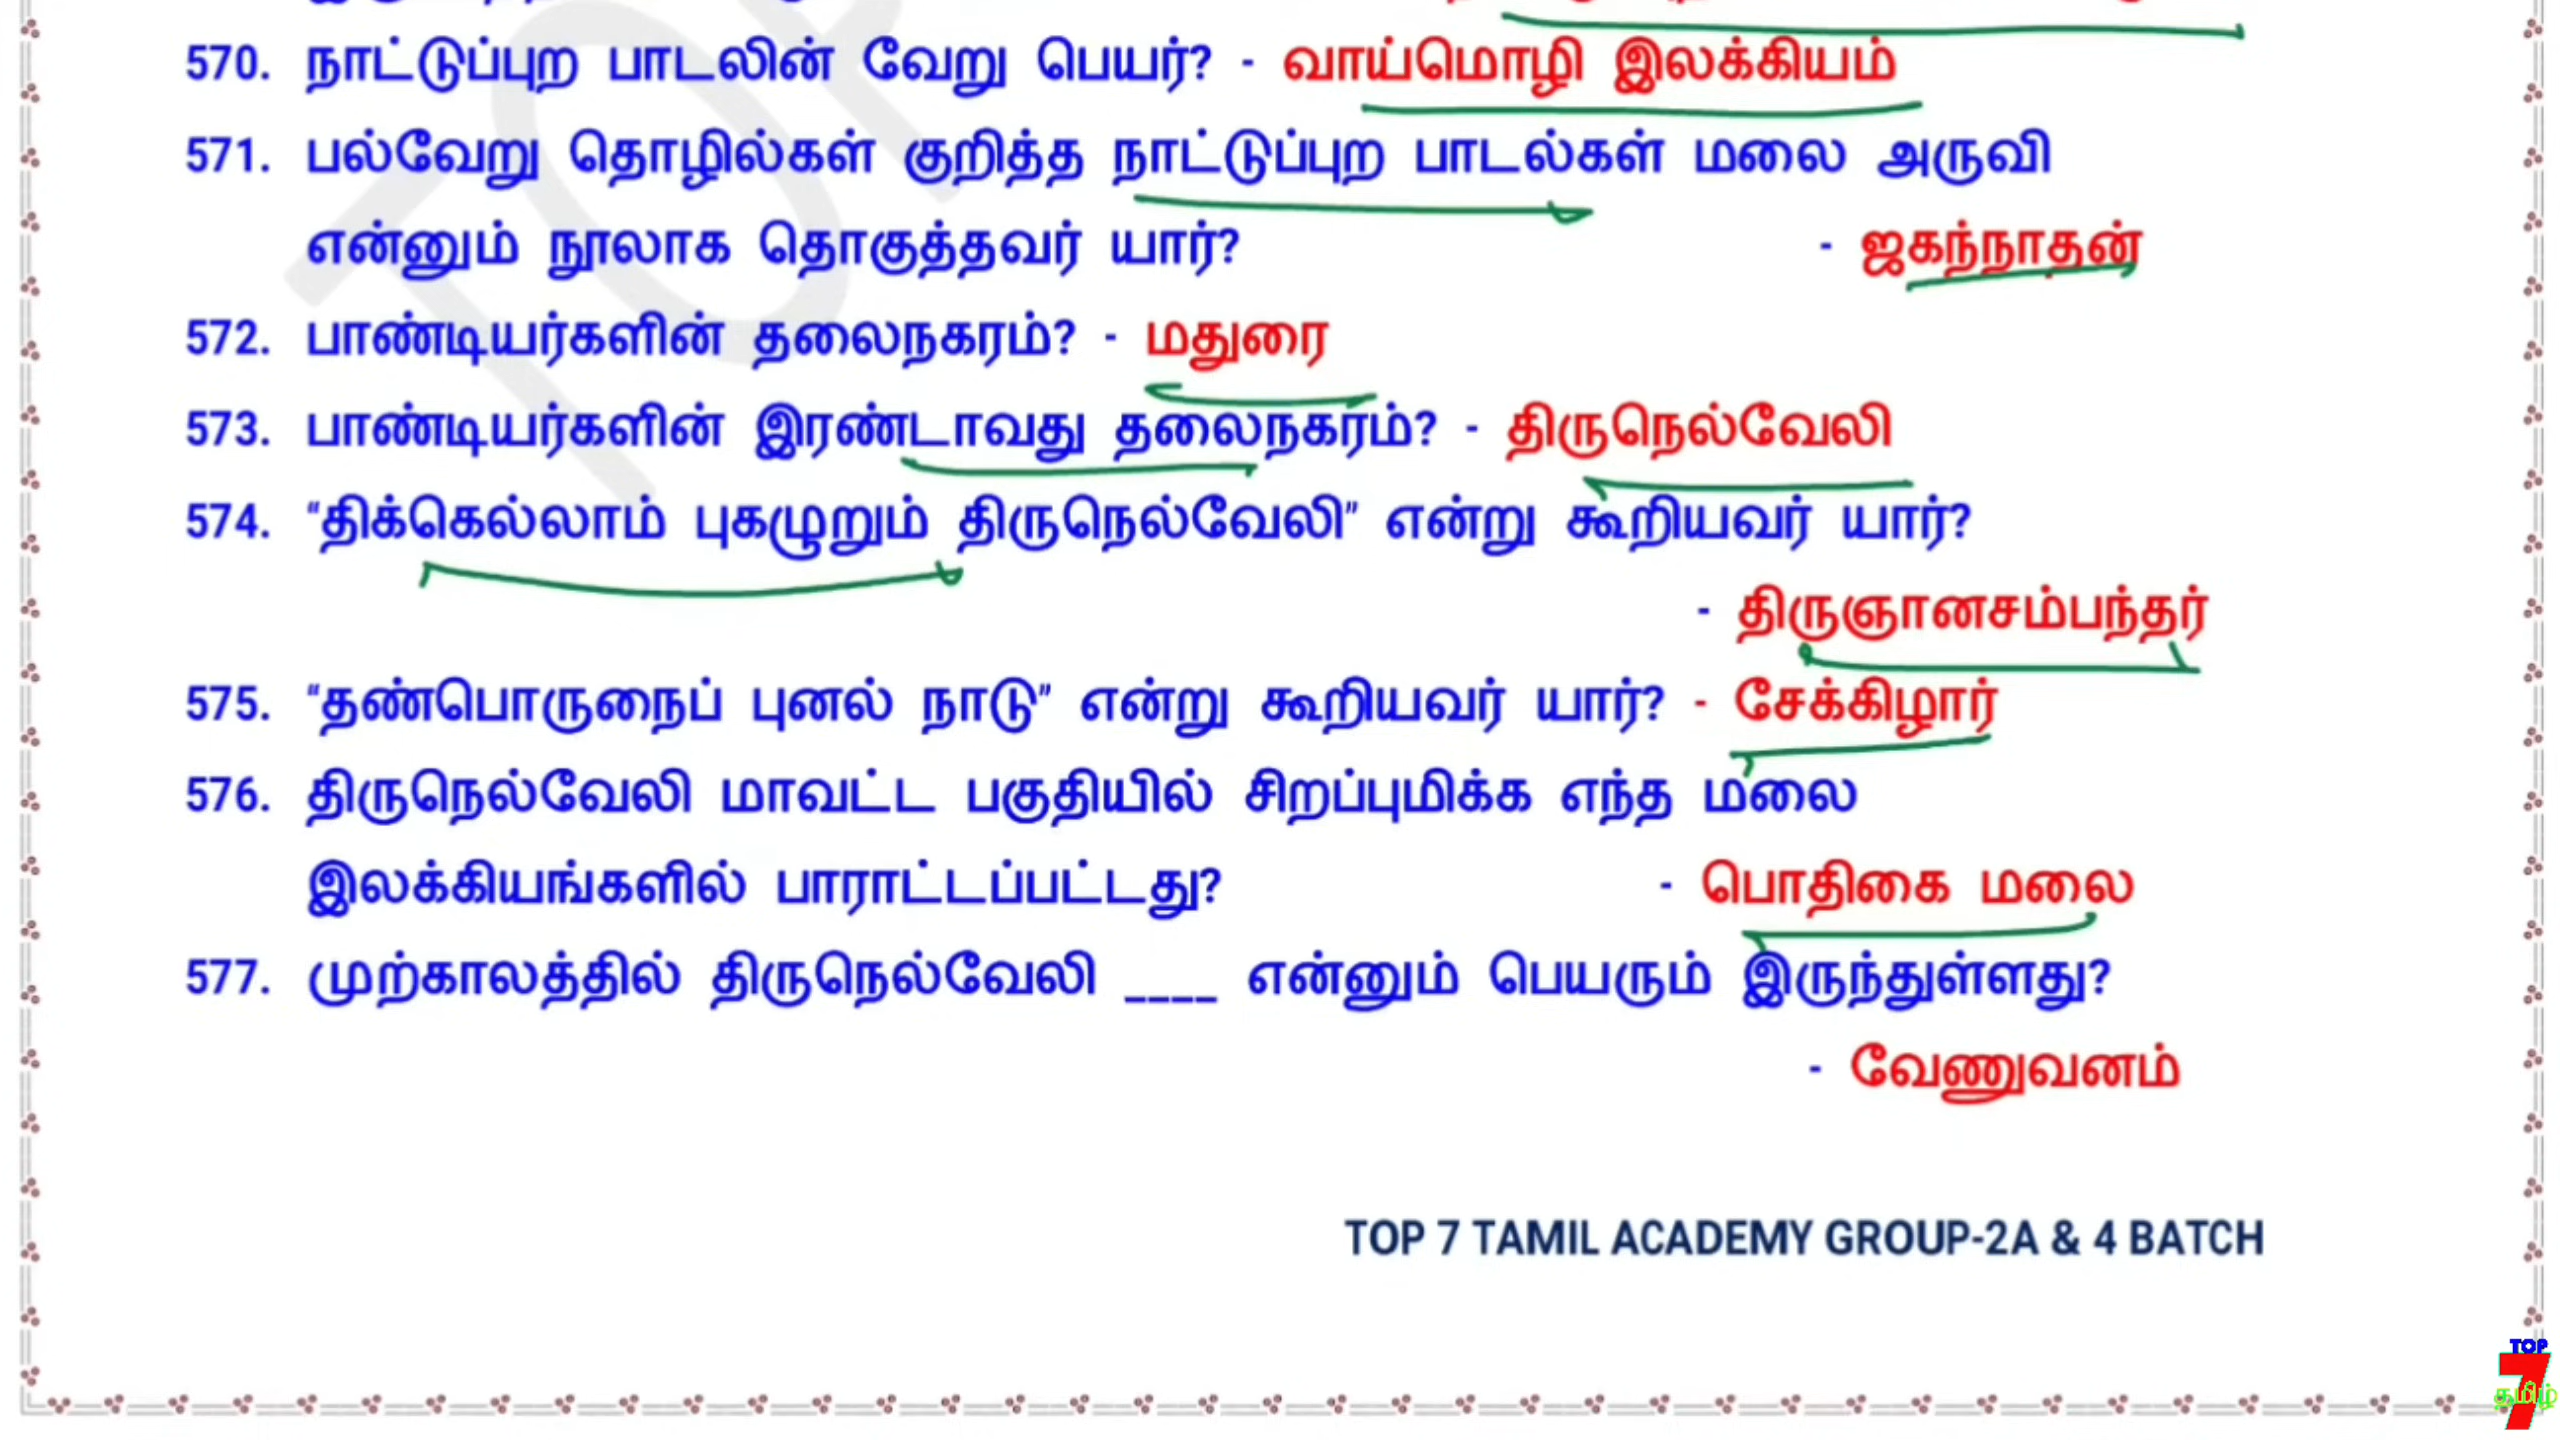 570. நாட்டுப்புற பாடலின் வேறு பெயர்? - வாய்மொழி இலக்கியம்
571. பல்வேறு தொழில்கள் குறித்த நாட்டுப்புற பாடல்கள் மலை அருவி
என்னும் நூலாக தொகுத்தவர் யார்? - ஜகந்நாதன்
572. பாண்டியர்களின் தலைநகரம்? - மதுரை
573. பாண்டியர்களின் இரண்டாவது தலைநகரம்? - திருநெல்வேலி
574. “திக்கெல்லாம் புகழுறும் திருநெல்வேலி” என்று கூறியவர் யார்?
- திருஞானசம்பந்தர்
575. “தண்பொருநைப் புனல் நாடு” என்று கூறியவர் யார்? - சேக்கிழார்
576. திருநெல்வேலி மாவட்ட பகுதியில் சிறப்புமிக்க எந்த மலை
இலக்கியங்களில் பாராட்டப்பட்டது? - பொதிகை மலை
577. முற்காலத்தில் திருநெல்வேலி ____ என்னும் பெயரும் இருந்துள்ளது?
- வேணுவனம்
TOP 7 TAMIL ACADEMY GROUP-2A & 4 BATCH
TOP
7
தமிழ்